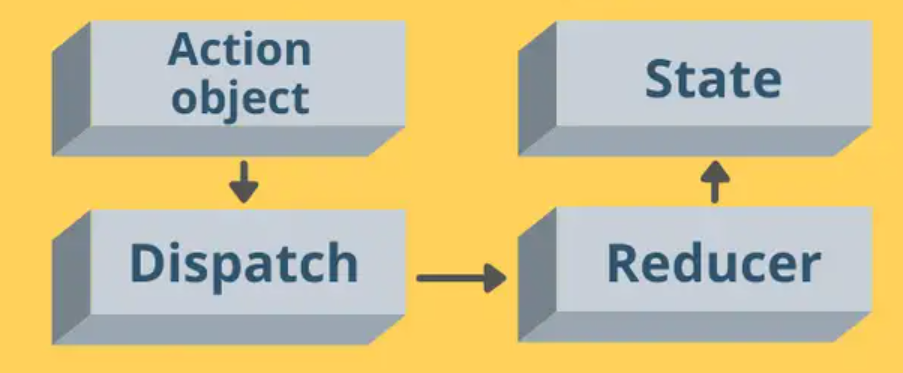 Action
object
State
Dispatch
Reducer